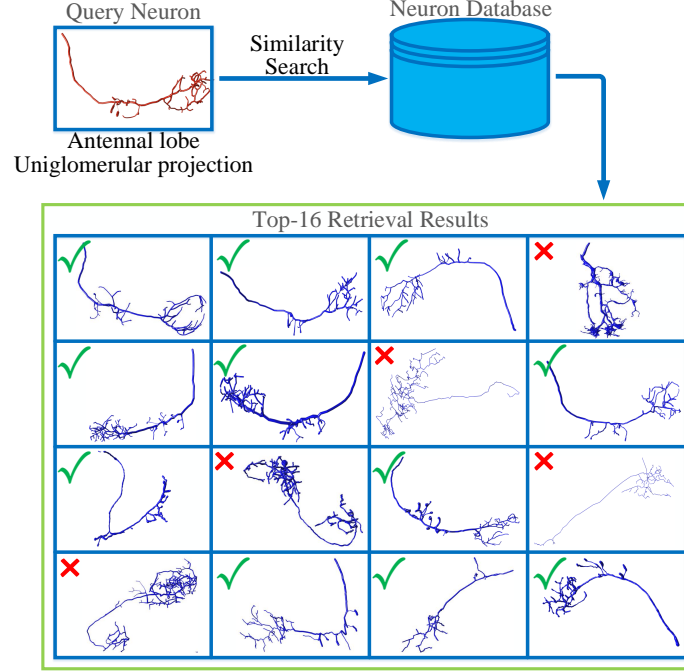 Query Neuron
Neuron Database
Similarity
Search
Antennal lobe
Uniglomerular projection
Top-16 Retrieval Results